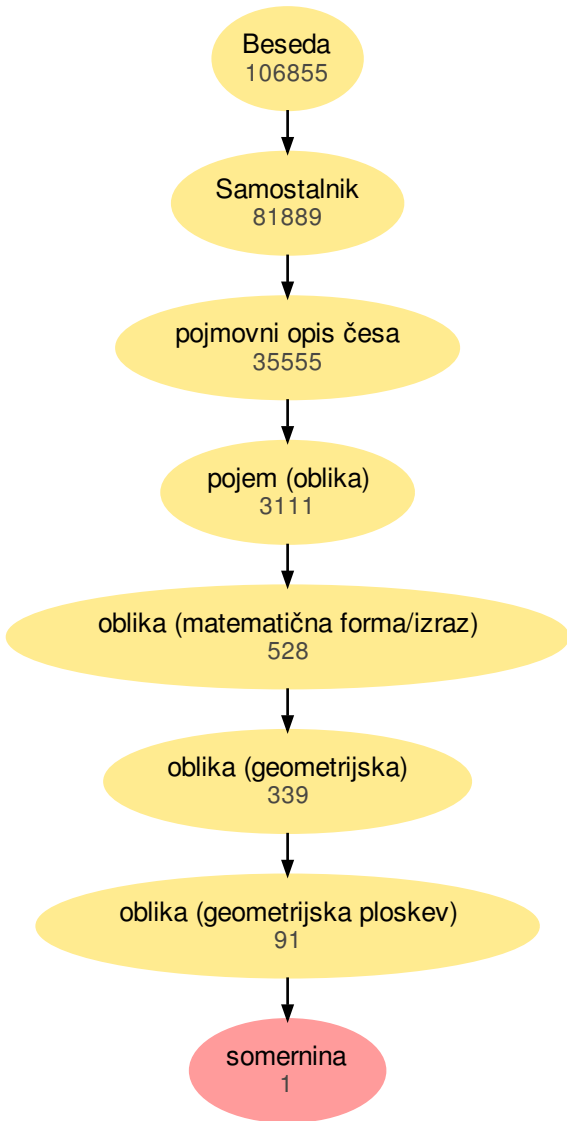 Beseda
106855
Samostalnik
81889
pojmovni opis česa
35555
pojem (oblika)
3111
oblika (matematična forma/izraz)
528
oblika (geometrijska)
339
oblika (geometrijska ploskev)
91
somernina
1